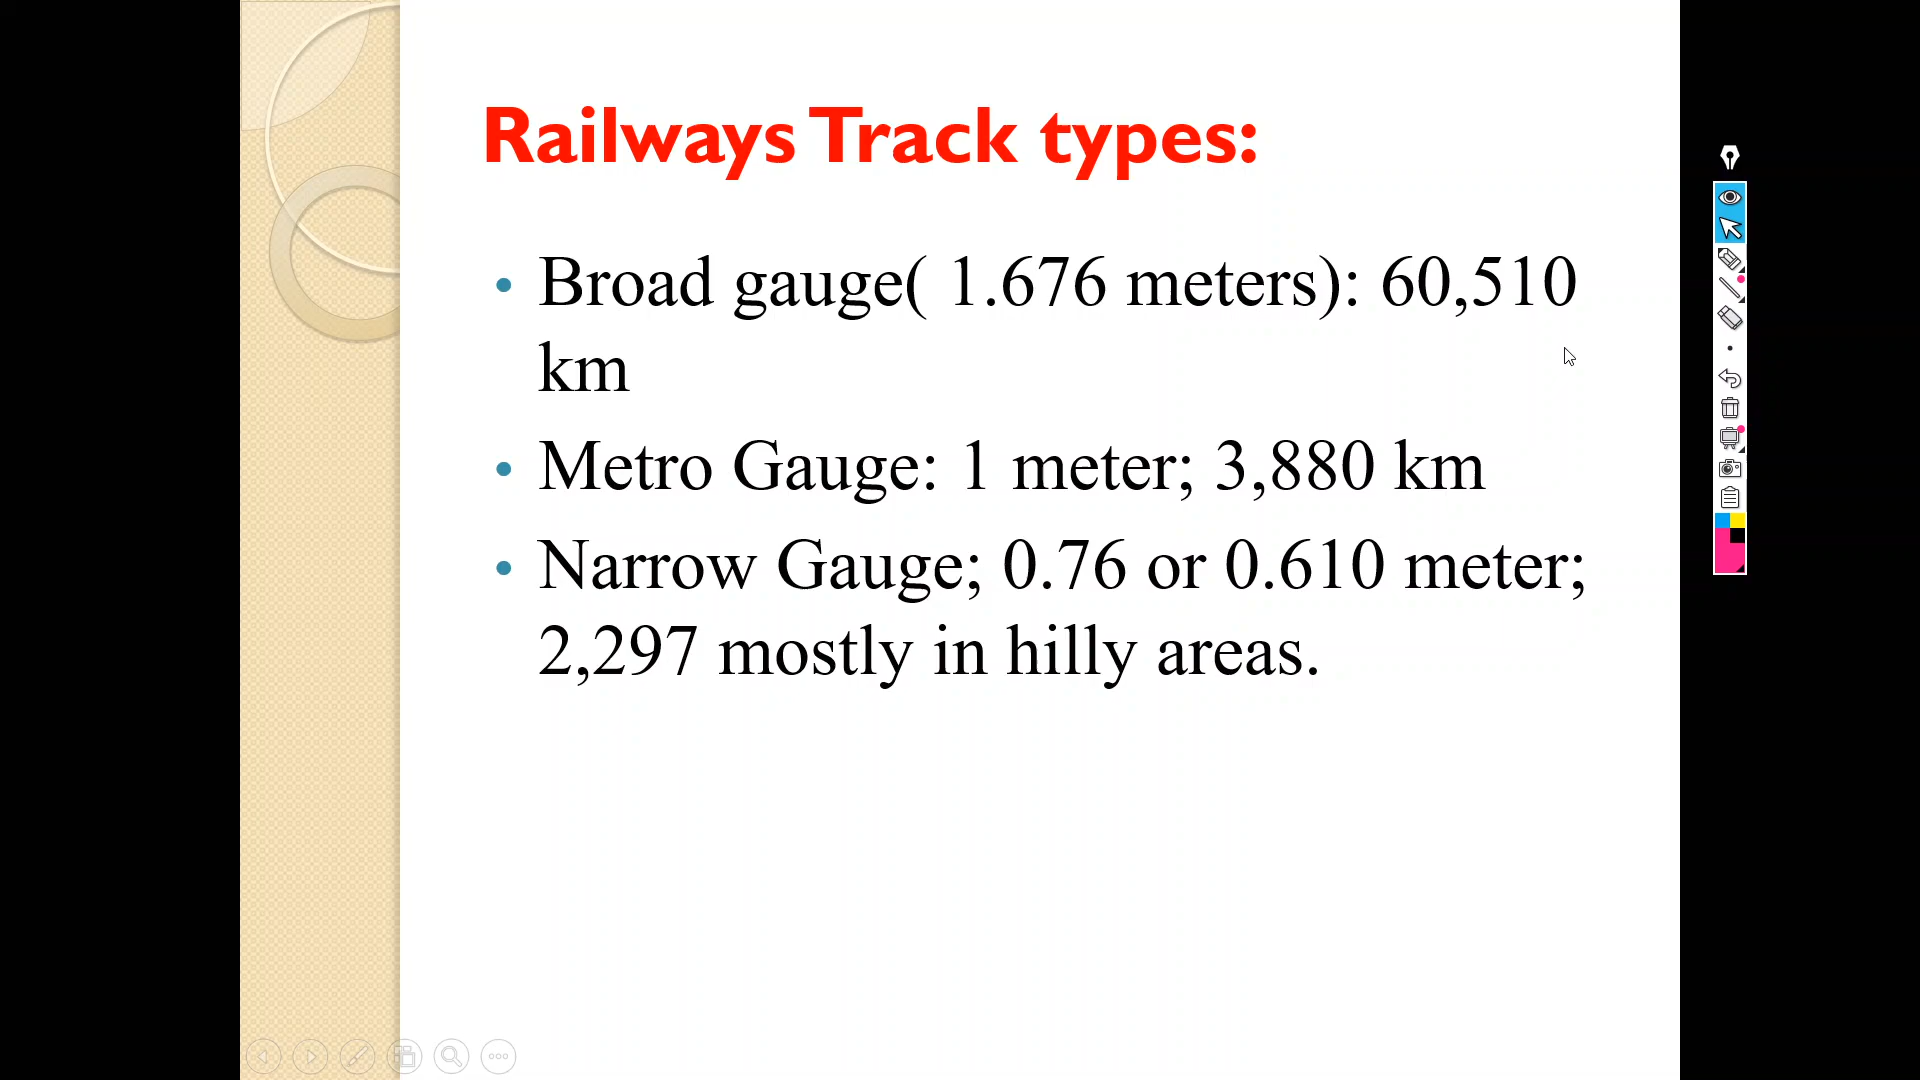 Railways Track types:
• Broad gauge( 1.676 meters): 60,510
km
• Metro Gauge: 1 meter; 3,880 km
• Narrow Gauge; 0.76 or 0.610 meter;
2,297 mostly in hilly areas.